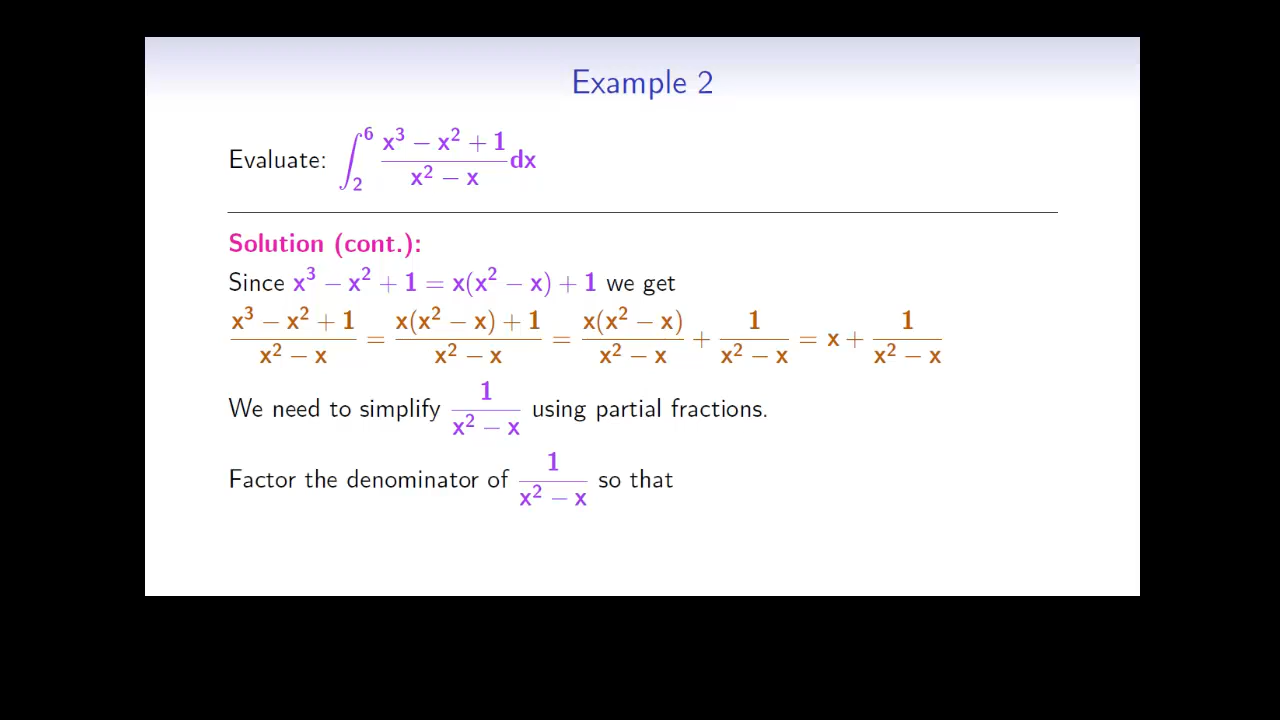 Example 2
Evaluate: ∫₂⁶ (x³ − x² + 1)/(x² − x) dx
Solution (cont.):
Since x³ − x² + 1 = x(x² − x) + 1 we get
(x³ − x² + 1)/(x² − x) = (x(x² − x) + 1)/(x² − x) = x(x² − x)/(x² − x) + 1/(x² − x) = x + 1/(x² − x)
We need to simplify 1/(x² − x) using partial fractions.
Factor the denominator of 1/(x² − x) so that